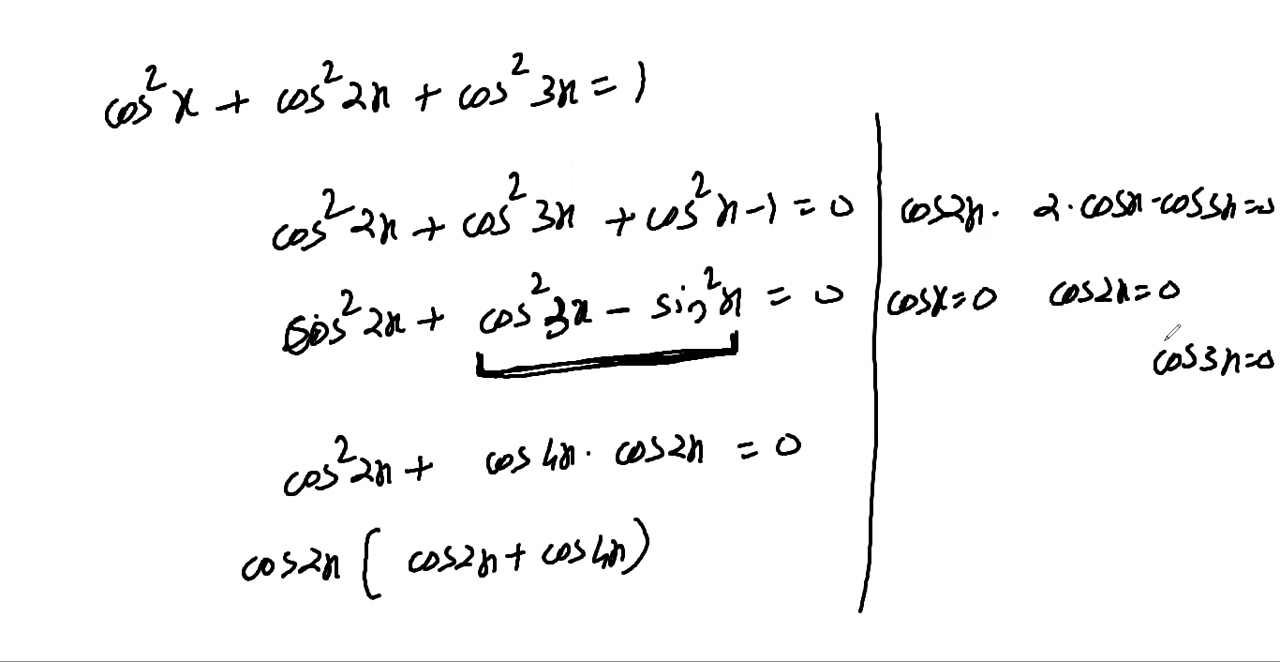 cos²x + cos²2x + cos²3x = 1
cos²2x + cos²3x + cos²x - 1 = 0
cos²2x + cos²3x - sin²x = 0
cos²2x + cos4x · cos2x = 0
cos2x ( cos2x + cos4x )
cos2x · 2 · cosx · cos3x = 0
cosx = 0 cos2x = 0
cos3x = 0